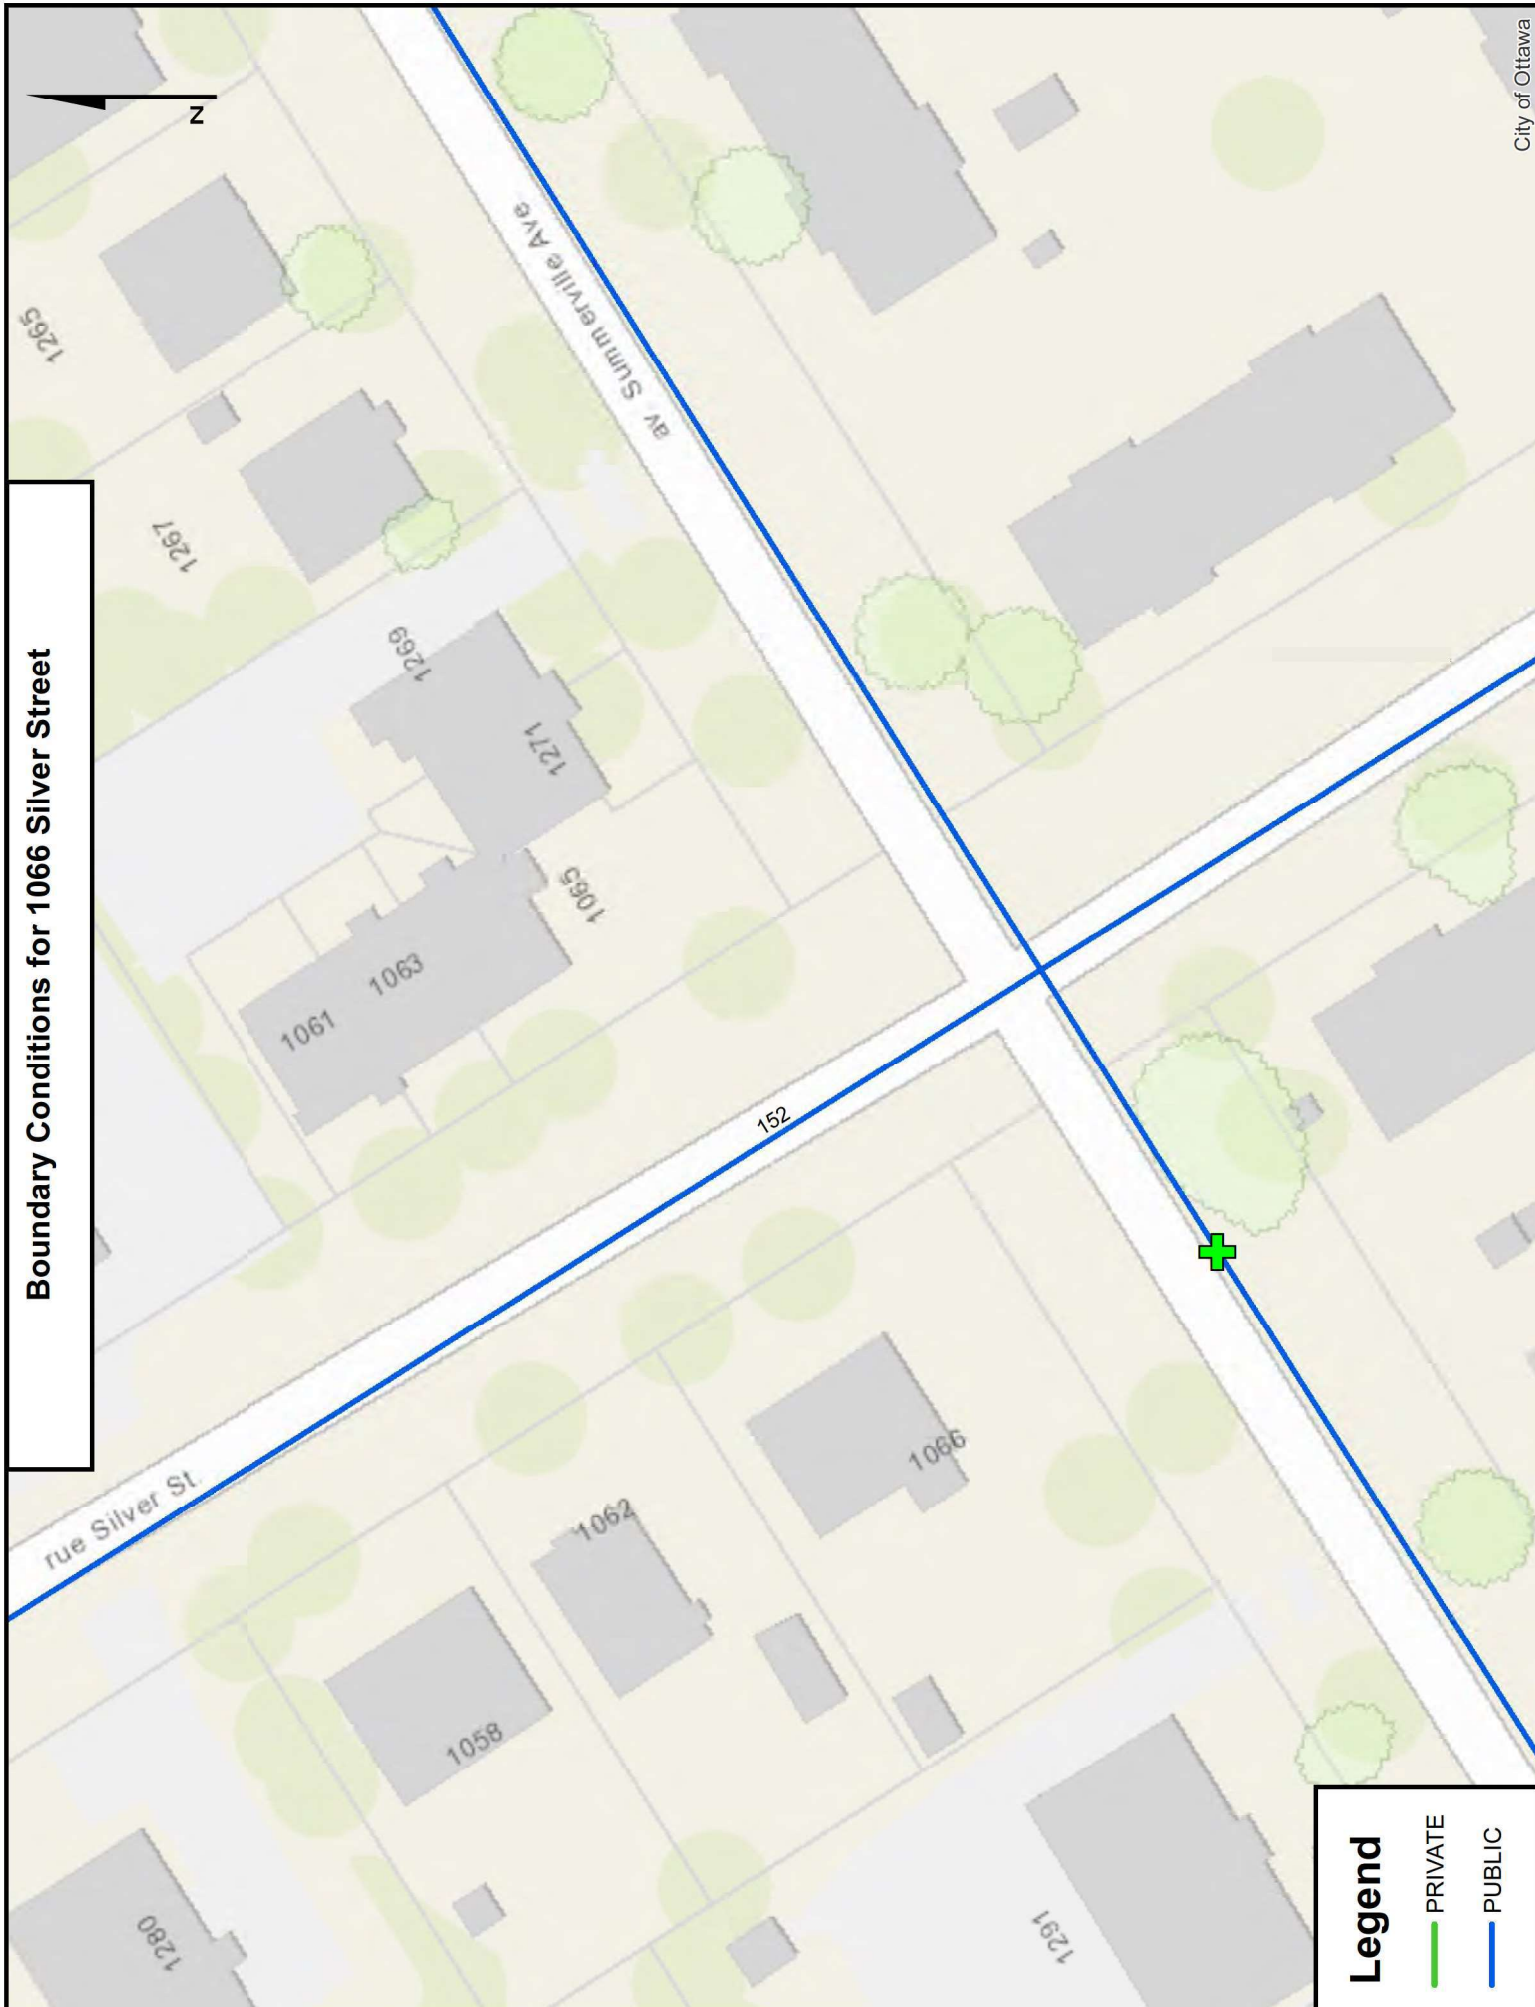 Boundary Conditions for 1066 Silver Street
N
1265
1267
1269
1271
1065
1063
1061
av. Summerville Ave.
152
rue Silver St.
1066
1062
1058
1280
1291
Legend
PRIVATE
PUBLIC
City of Ottawa